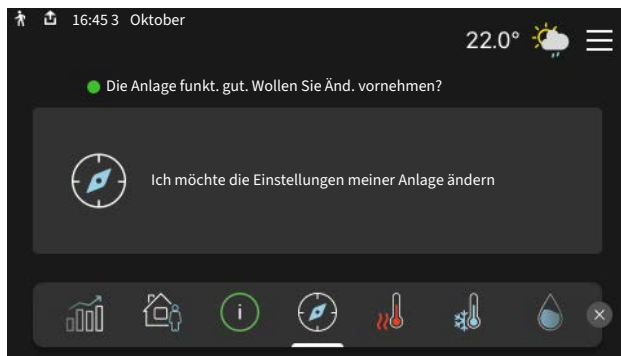 16:45 3 Oktober
22.0°
Die Anlage funkt. gut. Wollen Sie Änd. vornehmen?
Ich möchte die Einstellungen meiner Anlage ändern